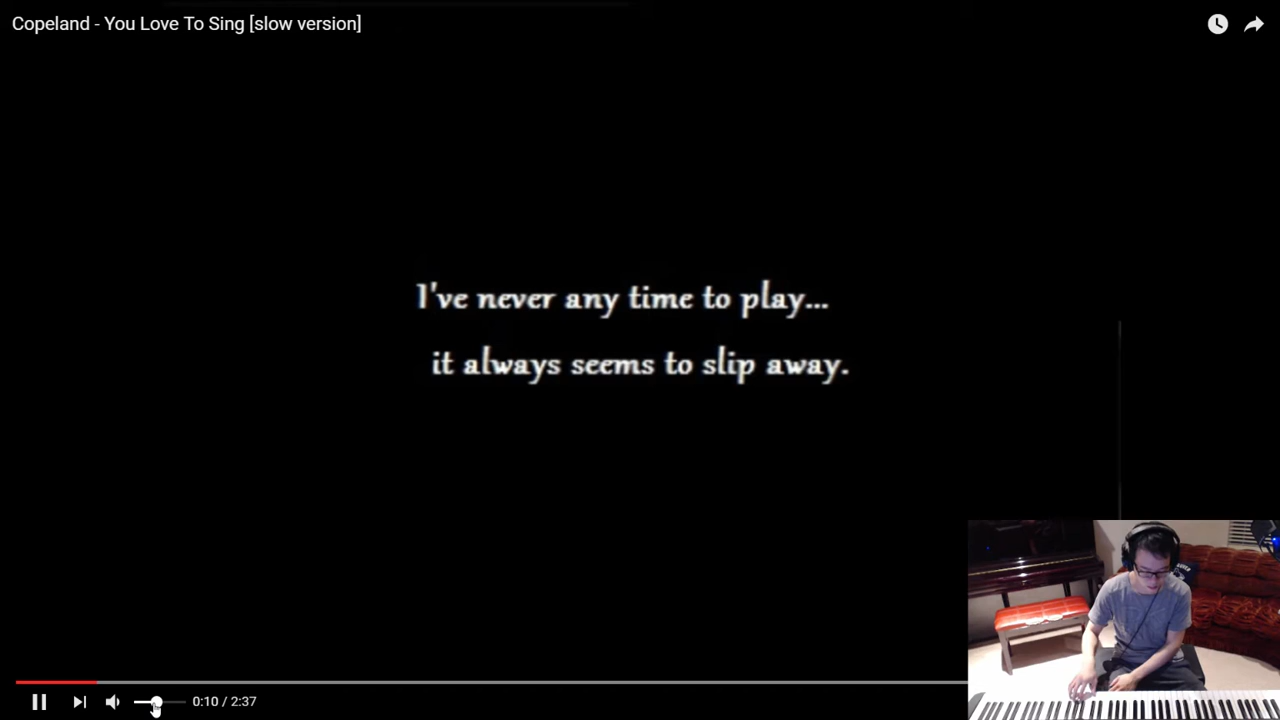 Copeland - You Love To Sing [slow version]
I've never any time to play...
it always seems to slip away.
0:10 / 2:37